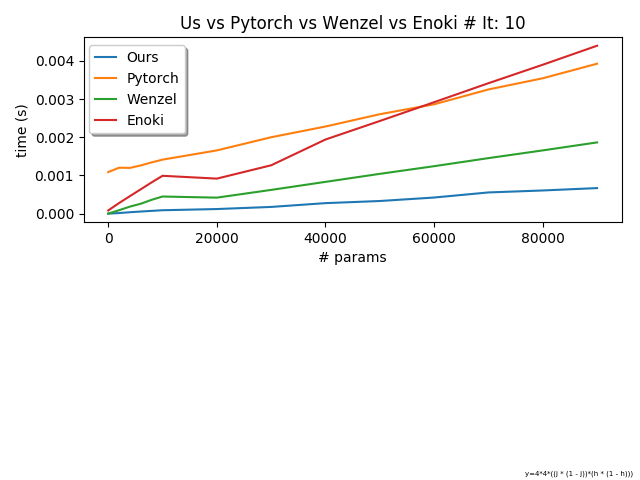 Us vs Pytorch vs Wenzel vs Enoki # It: 10
Ours
Pytorch
Wenzel
Enoki
time (s)
0.004
0.003
0.002
0.001
0.000
0 20000 40000 60000 80000
# params
y=4*4*((j * (1 - j))*(h * (1 - h)))